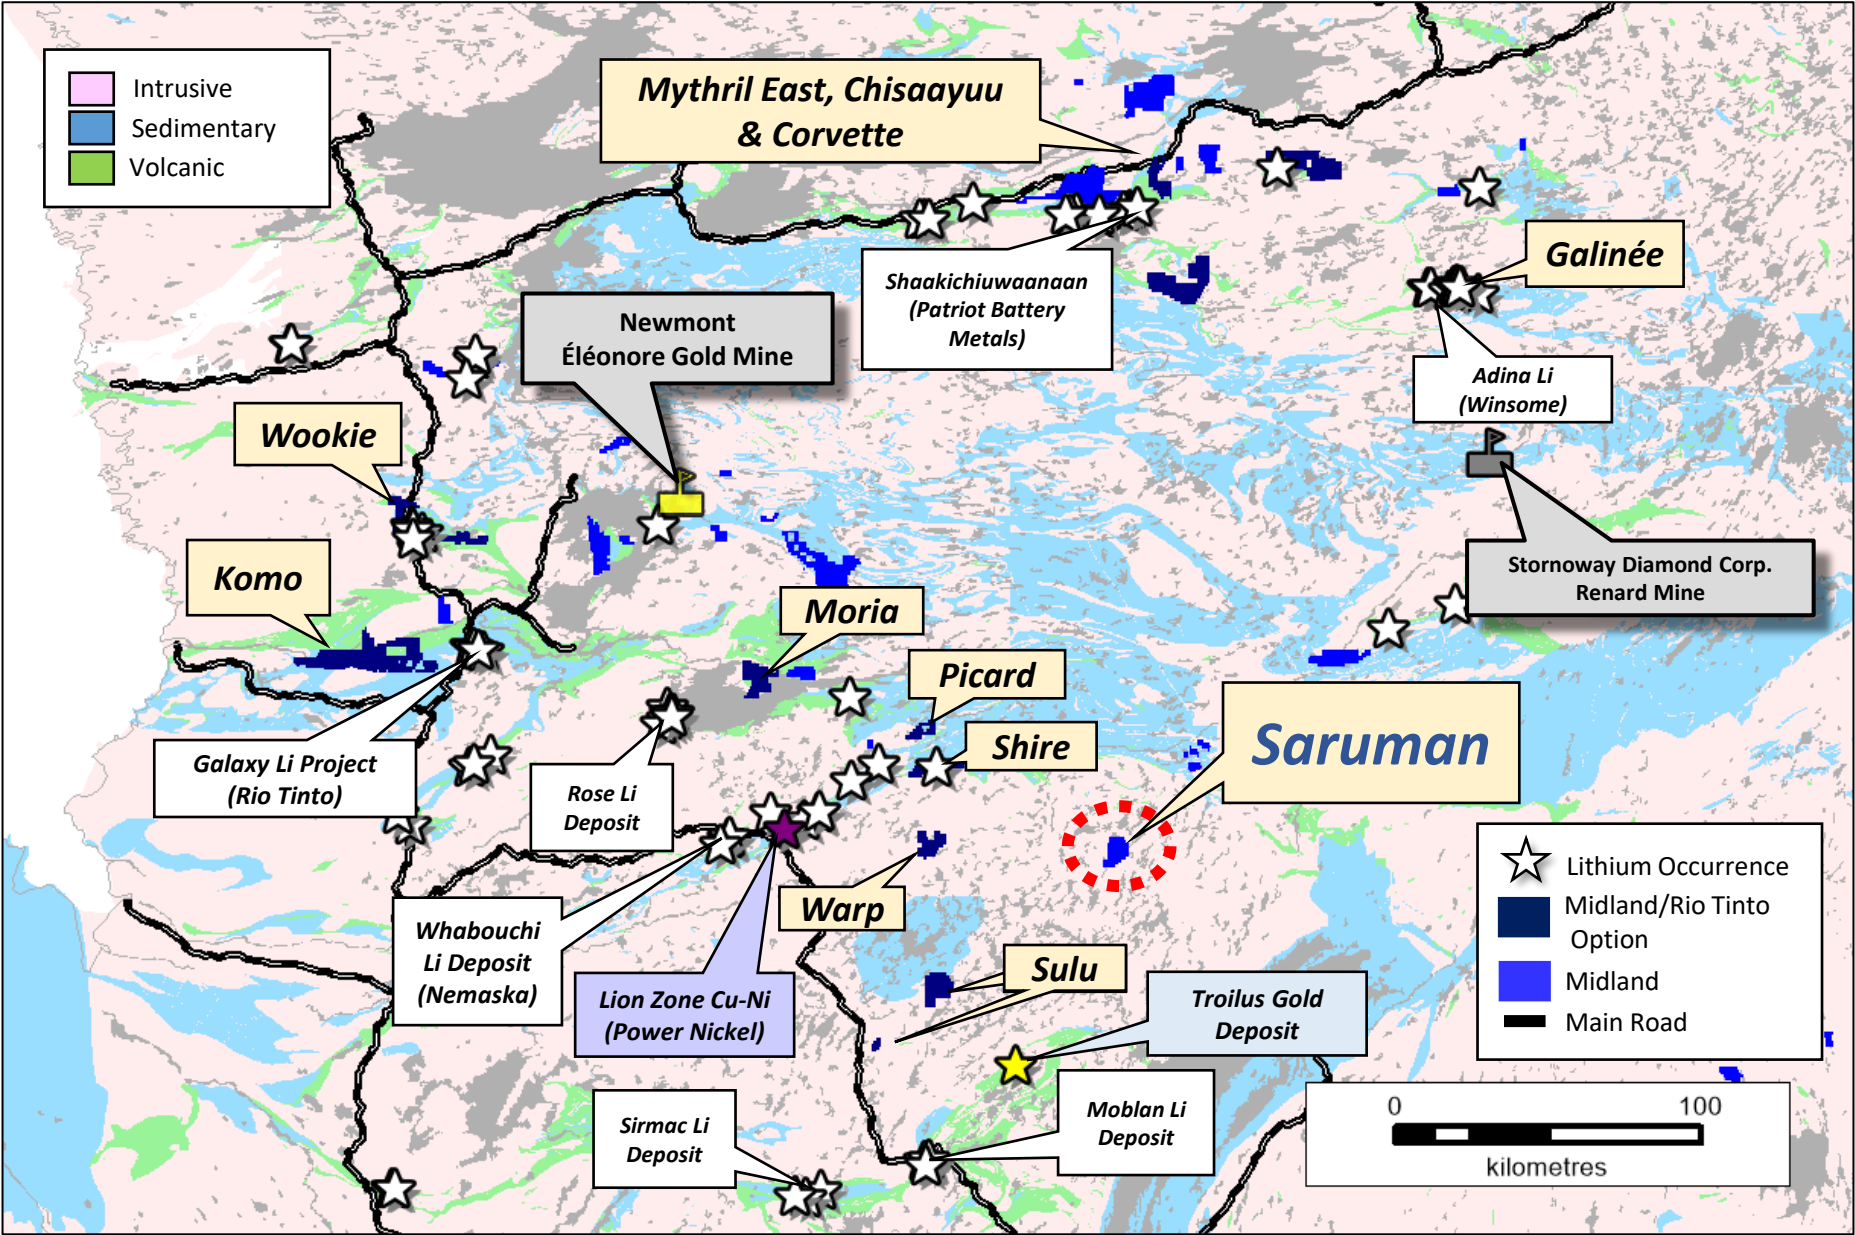 Intrusive
Sedimentary
Volcanic
Mythril East, Chisaayuu
& Corvette
Galinée
Shaakichiuwaanaan
(Patriot Battery
Metals)
Newmont
Éléonore Gold Mine
Adina Li
(Winsome)
Wookie
Stornoway Diamond Corp.
Renard Mine
Komo
Moria
Picard
Saruman
Shire
Galaxy Li Project
(Rio Tinto)
Rose Li
Deposit
Warp
Whabouchi
Li Deposit
(Nemaska)
Lion Zone Cu-Ni
(Power Nickel)
Sulu
Troilus Gold
Deposit
Sirmac Li
Deposit
Moblan Li
Deposit
Lithium Occurrence
Midland/Rio Tinto
Option
Midland
Main Road
0 100
kilometres